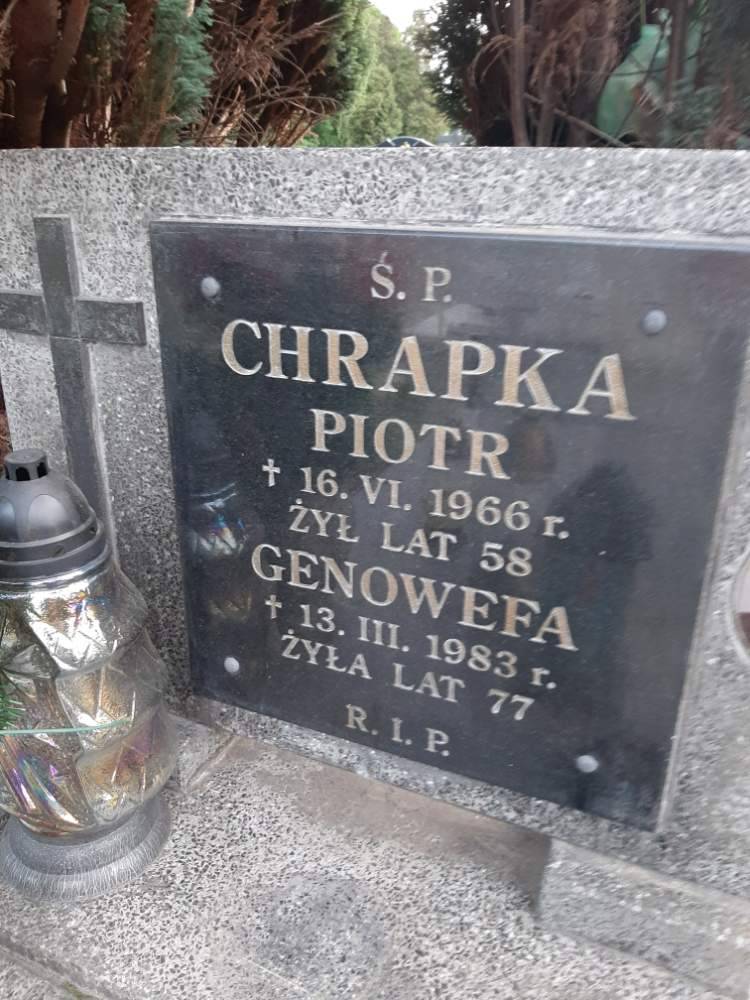 Ś. P.
CHRAPKA
PIOTR
† 16. VI. 1966 r.
ŻYŁ LAT 58
GENOWEFA
† 13. III. 1983 r.
ŻYŁA LAT 77
R. I. P.